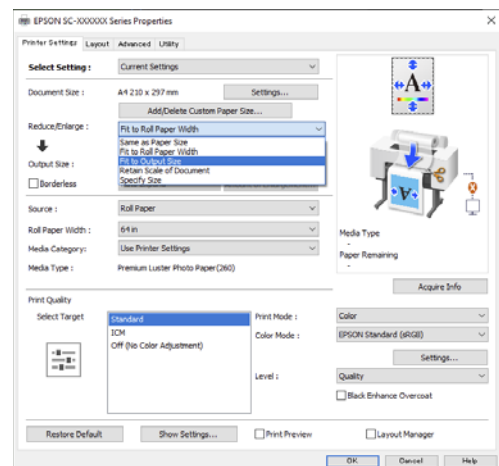 EPSON SC-XXXXXX Series Properties
Printer Settings Layout Advanced Utility
Select Setting : Current Settings
Document Size : A4 210 x 297 mm Settings...
Add/Delete Custom Paper Size...
Reduce/Enlarge : Fit to Roll Paper Width
Same as Paper Size
Fit to Roll Paper Width
Fit to Output Size
Retain Scale of Document
Specify Size
Output Size :
Borderless
Source : Roll Paper
Roll Paper Width : 64 in
Media Category: Use Printer Settings
Media Type : Premium Luster Photo Paper(260)
A
A
Media Type
-
Paper Remaining
-
Acquire Info
Print Quality
Select Target
Standard
ICM
Off (No Color Adjustment)
Print Mode : Color
Color Mode : EPSON Standard (sRGB)
Settings...
Level : Quality
Black Enhance Overcoat
Restore Default Show Settings... Print Preview Layout Manager
OK Cancel Help